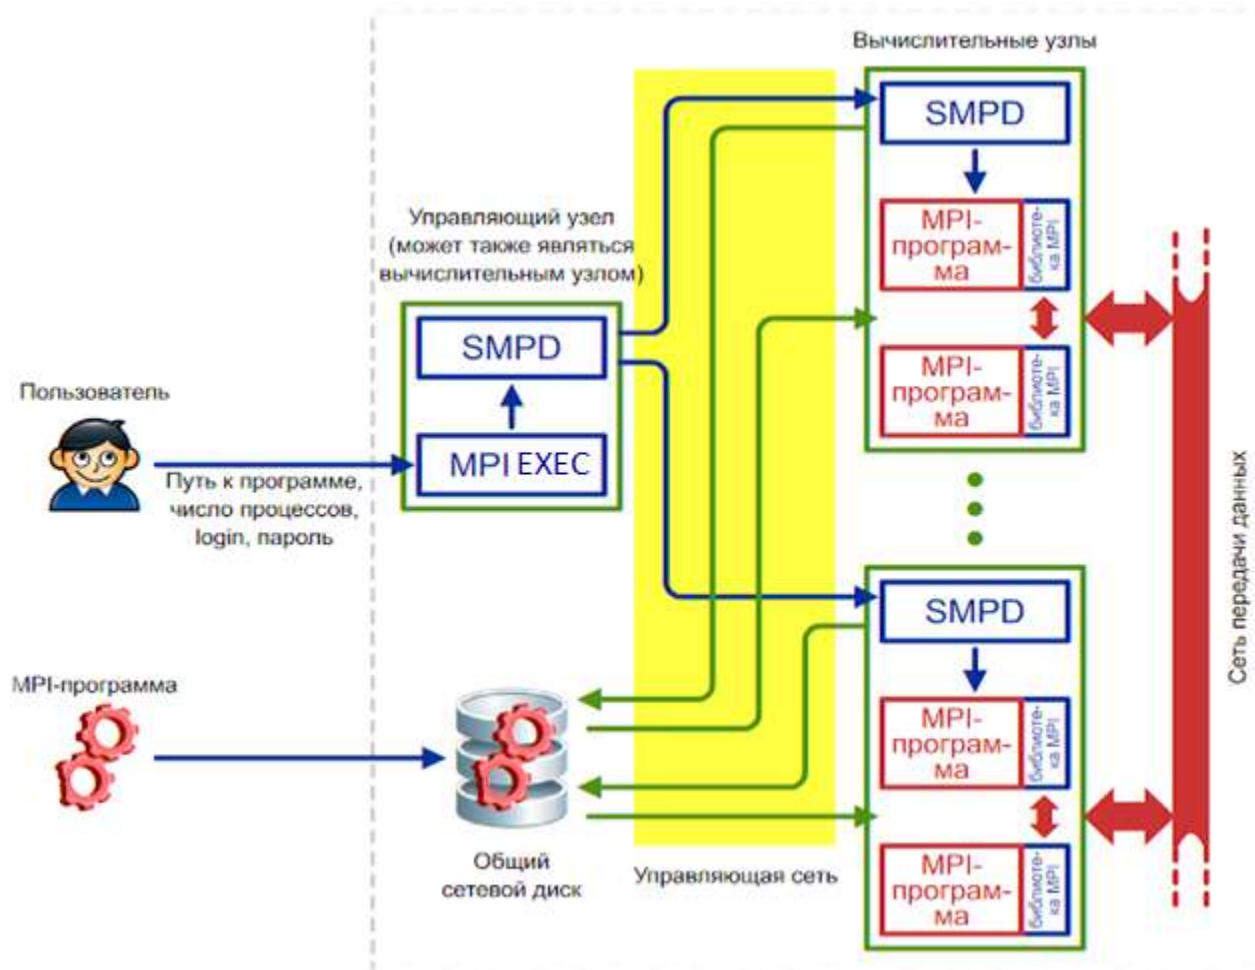 Вычислительные узлы
SMPD
MPI-
програм-
ма
библиоте-
ка MPI
MPI-
програм-
ма
библиоте-
ка MPI
Управляющий узел
(может также являться
вычислительным узлом)
SMPD
MPI EXEC
Пользователь
Путь к программе,
число процессов,
login, пароль
Сеть передачи данных
SMPD
MPI-
програм-
ма
библиоте-
ка MPI
MPI-
програм-
ма
библиоте-
ка MPI
MPI-программа
Общий
сетевой диск
Управляющая сеть